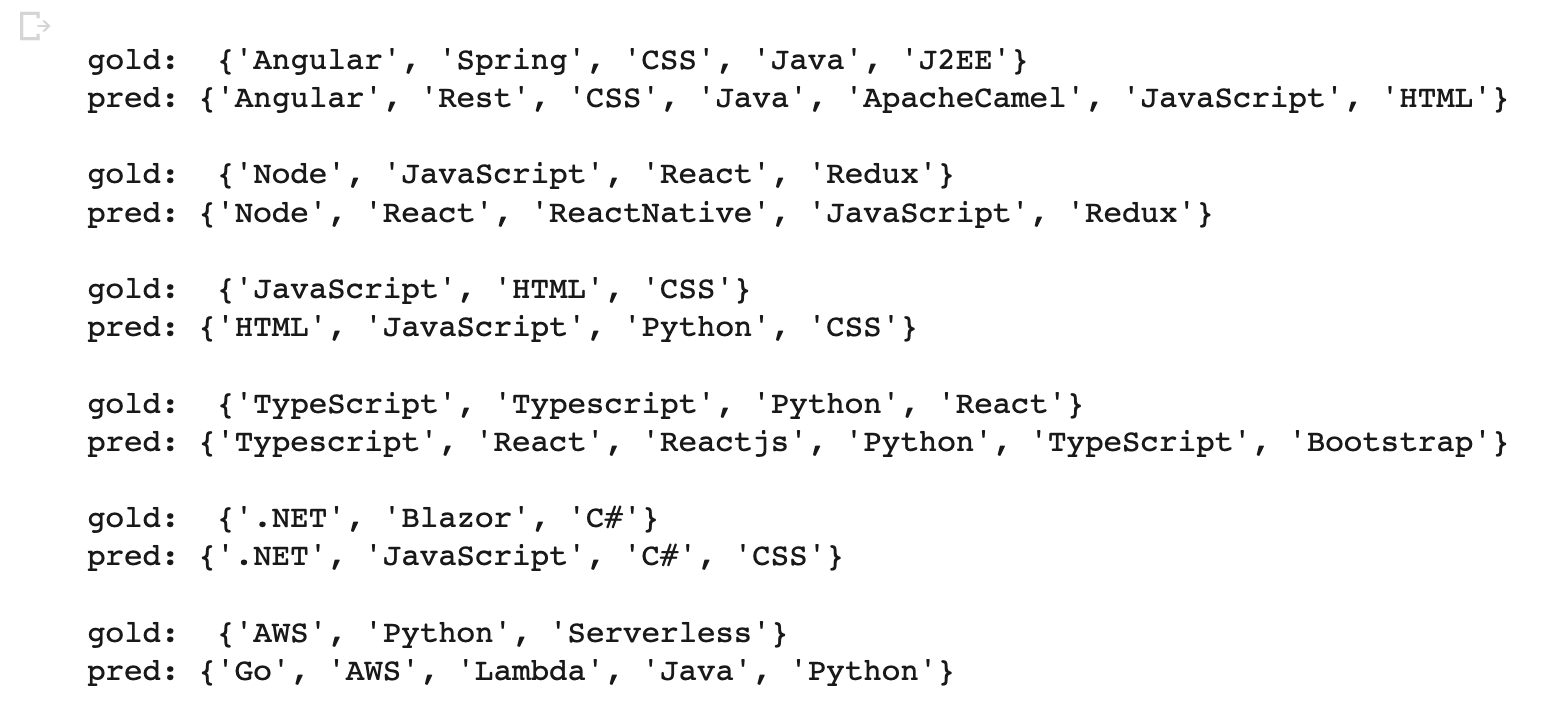 gold:  {'Angular', 'Spring', 'CSS', 'Java', 'J2EE'}
pred: {'Angular', 'Rest', 'CSS', 'Java', 'ApacheCamel', 'JavaScript', 'HTML'}
gold:  {'Node', 'JavaScript', 'React', 'Redux'}
pred: {'Node', 'React', 'ReactNative', 'JavaScript', 'Redux'}
gold:  {'JavaScript', 'HTML', 'CSS'}
pred: {'HTML', 'JavaScript', 'Python', 'CSS'}
gold:  {'TypeScript', 'Typescript', 'Python', 'React'}
pred: {'Typescript', 'React', 'Reactjs', 'Python', 'TypeScript', 'Bootstrap'}
gold:  {'.NET', 'Blazor', 'C#'}
pred: {'.NET', 'JavaScript', 'C#', 'CSS'}
gold:  {'AWS', 'Python', 'Serverless'}
pred: {'Go', 'AWS', 'Lambda', 'Java', 'Python'}